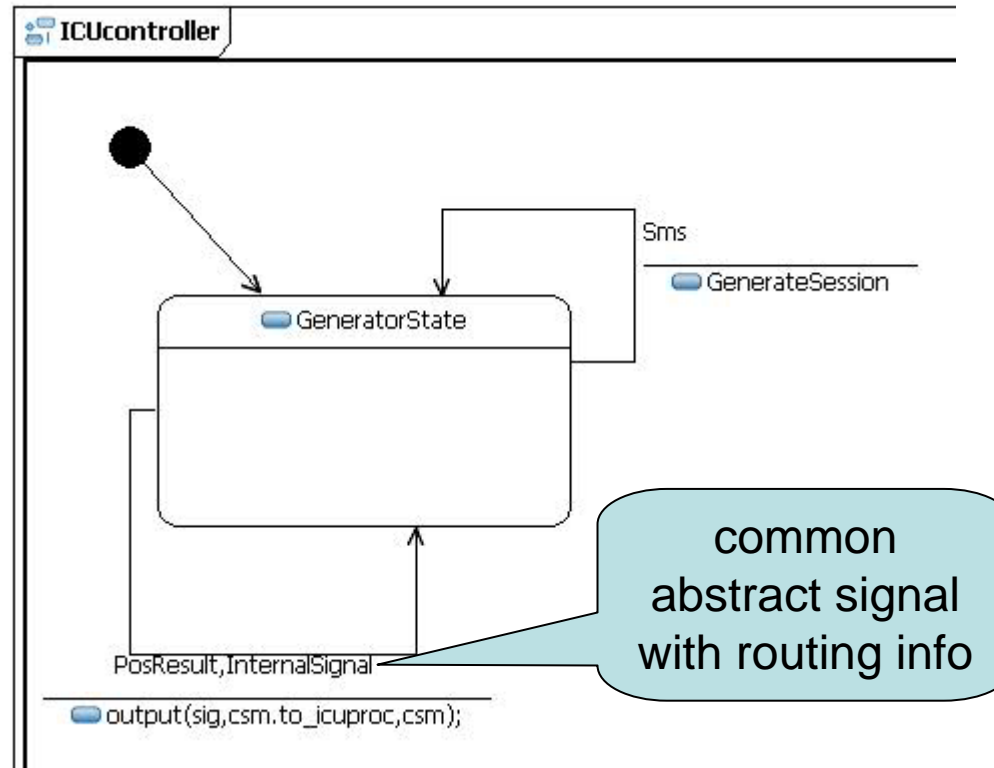 ICUcontroller
Sms
GenerateSession
GeneratorState
common
abstract signal
with routing info
PosResult,InternalSignal
output(sig,csm.to_icuproc,csm);